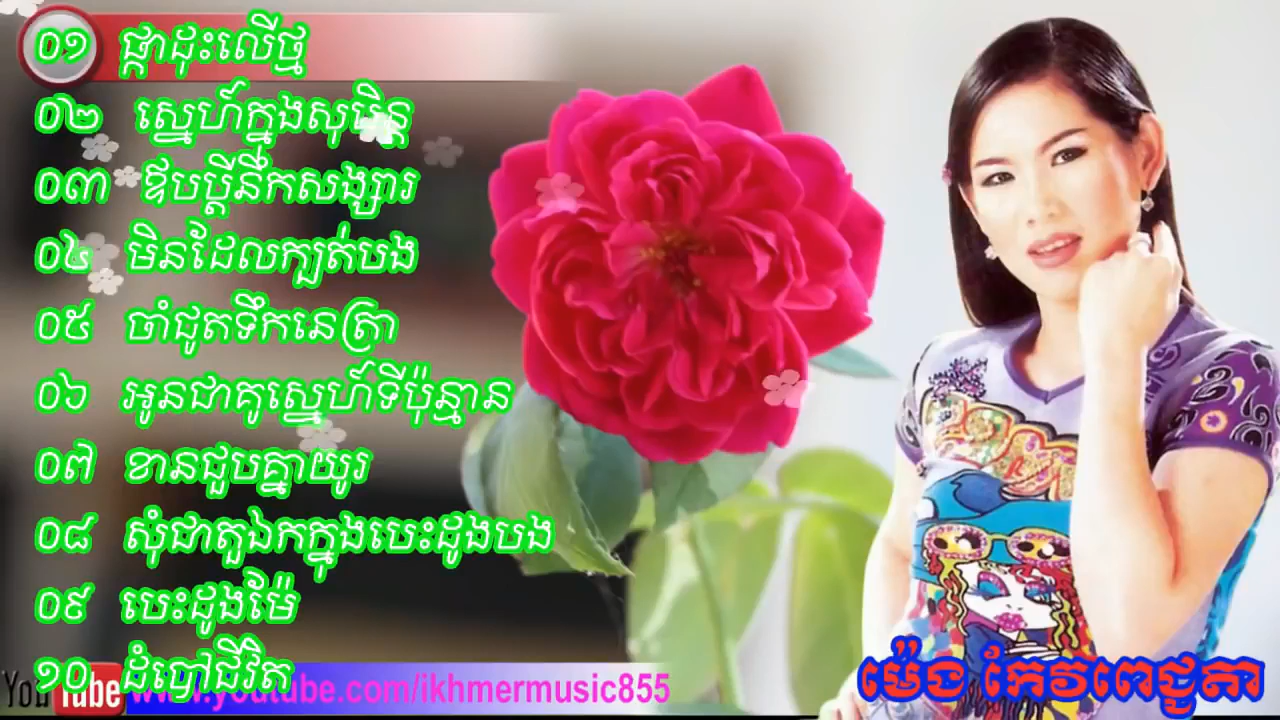 ០១ ផ្កាដុះលើថ្ម
០២ ស្នេហ៍ក្នុងសុបិន្ត
០៣ ឪបប្ដីនឹកសង្សារ
០៤ មិនដែលក្បត់បង
០៥ ចាំជូតទឹកនេត្រា
០៦ អូនជាគូស្នេហ៍ទីប៉ុន្មាន
០៧ ខានជួបគ្នាយូរ
០៨ សុំជាតួឯកក្នុងបេះដូងបង
០៩ បេះដូងម៉ែ
១០ ដំបៅជីវិត
YouTube www.youtube.com/ikhmermusic855
ម៉េង កែវពេជ្ជតា